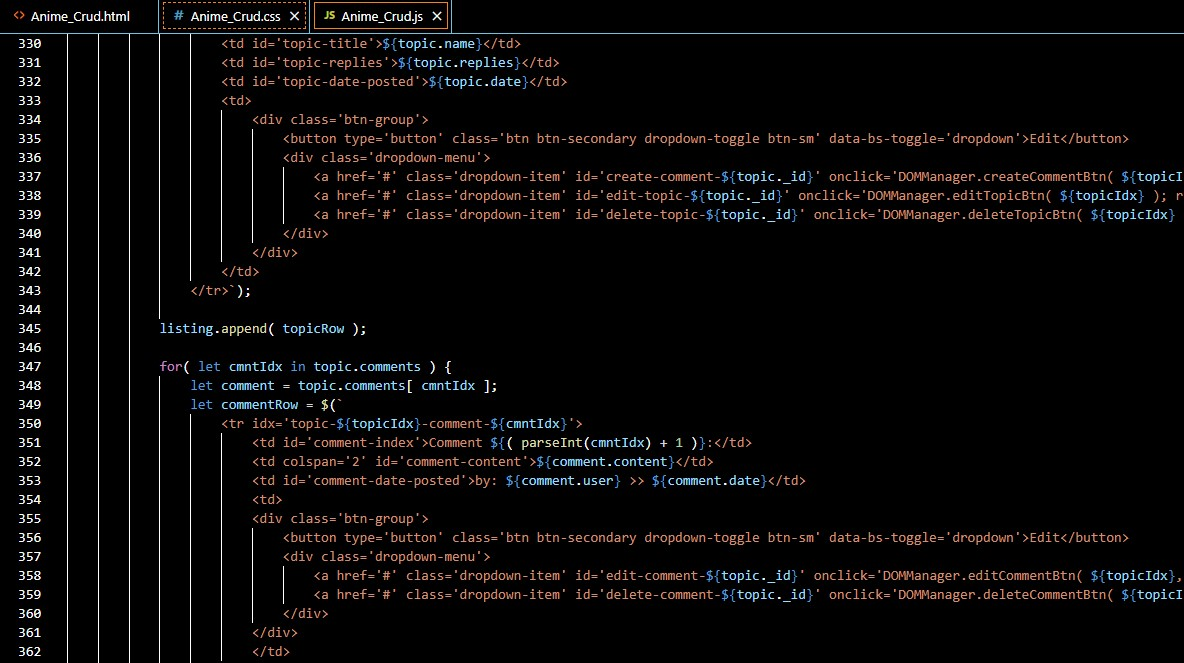 <> Anime_Crud.html # Anime_Crud.css × JS Anime_Crud.js ×
330 <td id='topic-title'>${topic.name}</td>
331 <td id='topic-replies'>${topic.replies}</td>
332 <td id='topic-date-posted'>${topic.date}</td>
333 <td>
334 <div class='btn-group'>
335 <button type='button' class='btn btn-secondary dropdown-toggle btn-sm' data-bs-toggle='dropdown'>Edit</button>
336 <div class='dropdown-menu'>
337 <a href='#' class='dropdown-item' id='create-comment-${topic._id}' onclick='DOMManager.createCommentBtn( ${topicI
338 <a href='#' class='dropdown-item' id='edit-topic-${topic._id}' onclick='DOMManager.editTopicBtn( ${topicIdx} ); r
339 <a href='#' class='dropdown-item' id='delete-topic-${topic._id}' onclick='DOMManager.deleteTopicBtn( ${topicIdx}
340 </div>
341 </div>
342 </td>
343 </tr>`);
344
345 listing.append( topicRow );
346
347 for( let cmntIdx in topic.comments ) {
348 let comment = topic.comments[ cmntIdx ];
349 let commentRow = $(`
350 <tr idx='topic-${topicIdx}-comment-${cmntIdx}'>
351 <td id='comment-index'>Comment ${( parseInt(cmntIdx) + 1 )}:</td>
352 <td colspan='2' id='comment-content'>${comment.content}</td>
353 <td id='comment-date-posted'>by: ${comment.user} >> ${comment.date}</td>
354 <td>
355 <div class='btn-group'>
356 <button type='button' class='btn btn-secondary dropdown-toggle btn-sm' data-bs-toggle='dropdown'>Edit</button>
357 <div class='dropdown-menu'>
358 <a href='#' class='dropdown-item' id='edit-comment-${topic._id}' onclick='DOMManager.editCommentBtn( ${topicIdx},
359 <a href='#' class='dropdown-item' id='delete-comment-${topic._id}' onclick='DOMManager.deleteCommentBtn( ${topicI
360 </div>
361 </div>
362 </td>